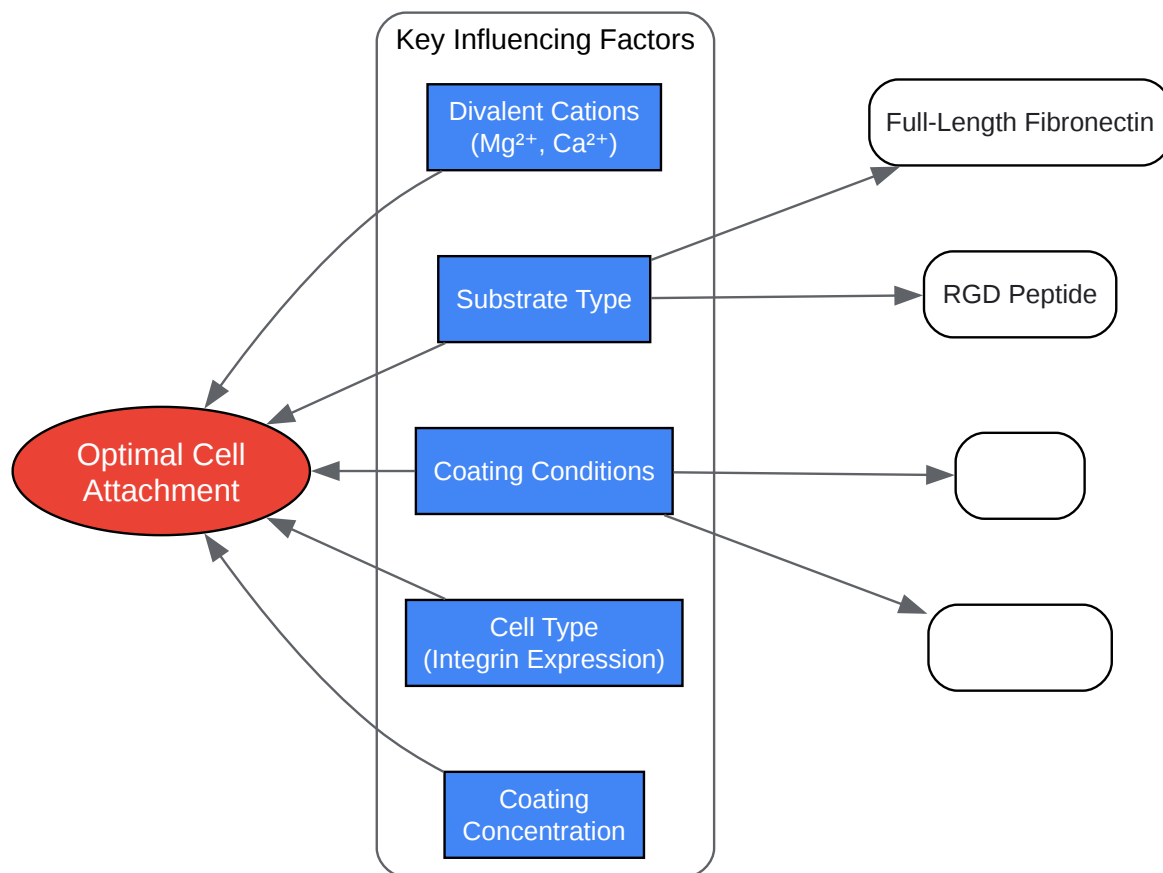 Key Influencing Factors
Divalent Cations
(Mg²⁺, Ca²⁺)
Full-Length Fibronectin
Substrate Type
RGD Peptide
Optimal Cell
Attachment
Coating Conditions
Cell Type
(Integrin Expression)
Coating
Concentration